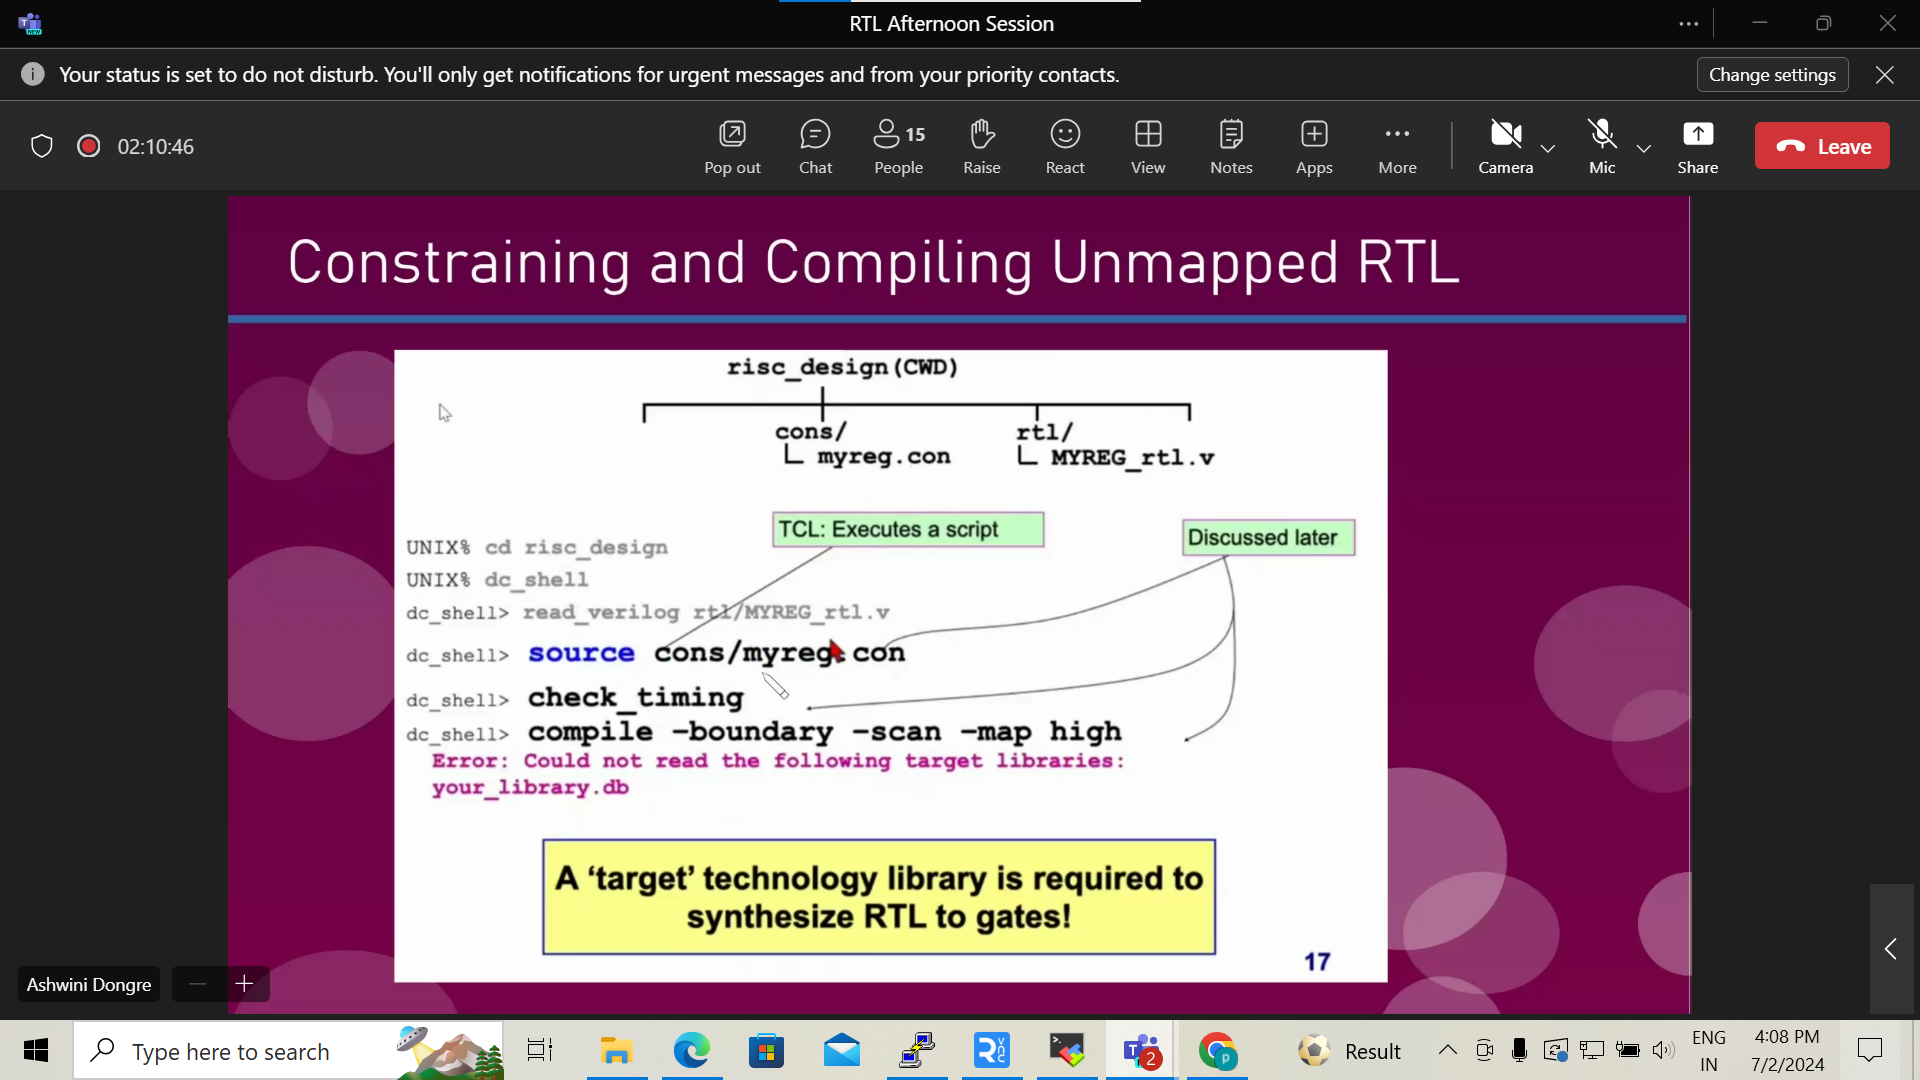 RTL Afternoon Session
NEW
Your status is set to do not disturb. You'll only get notifications for urgent messages and from your priority contacts.
Change settings
02:10:46
Pop out
Chat
15
People
Raise
React
View
Notes
Apps
More
Camera
Mic
Share
Leave
Constraining and Compiling Unmapped RTL
risc_design(CWD)
cons/
myreg.con
rtl/
MYREG_rtl.v
TCL: Executes a script
Discussed later
UNIX% cd risc_design
UNIX% dc_shell
dc_shell> read_verilog rtl/MYREG_rtl.v
dc_shell> source cons/myreg.con
dc_shell> check_timing
dc_shell> compile –boundary –scan –map high
Error: Could not read the following target libraries:
your_library.db
A ‘target’ technology library is required to
synthesize RTL to gates!
17
Ashwini Dongre
Type here to search
2
p
Result
ENG
IN
4:08 PM
7/2/2024